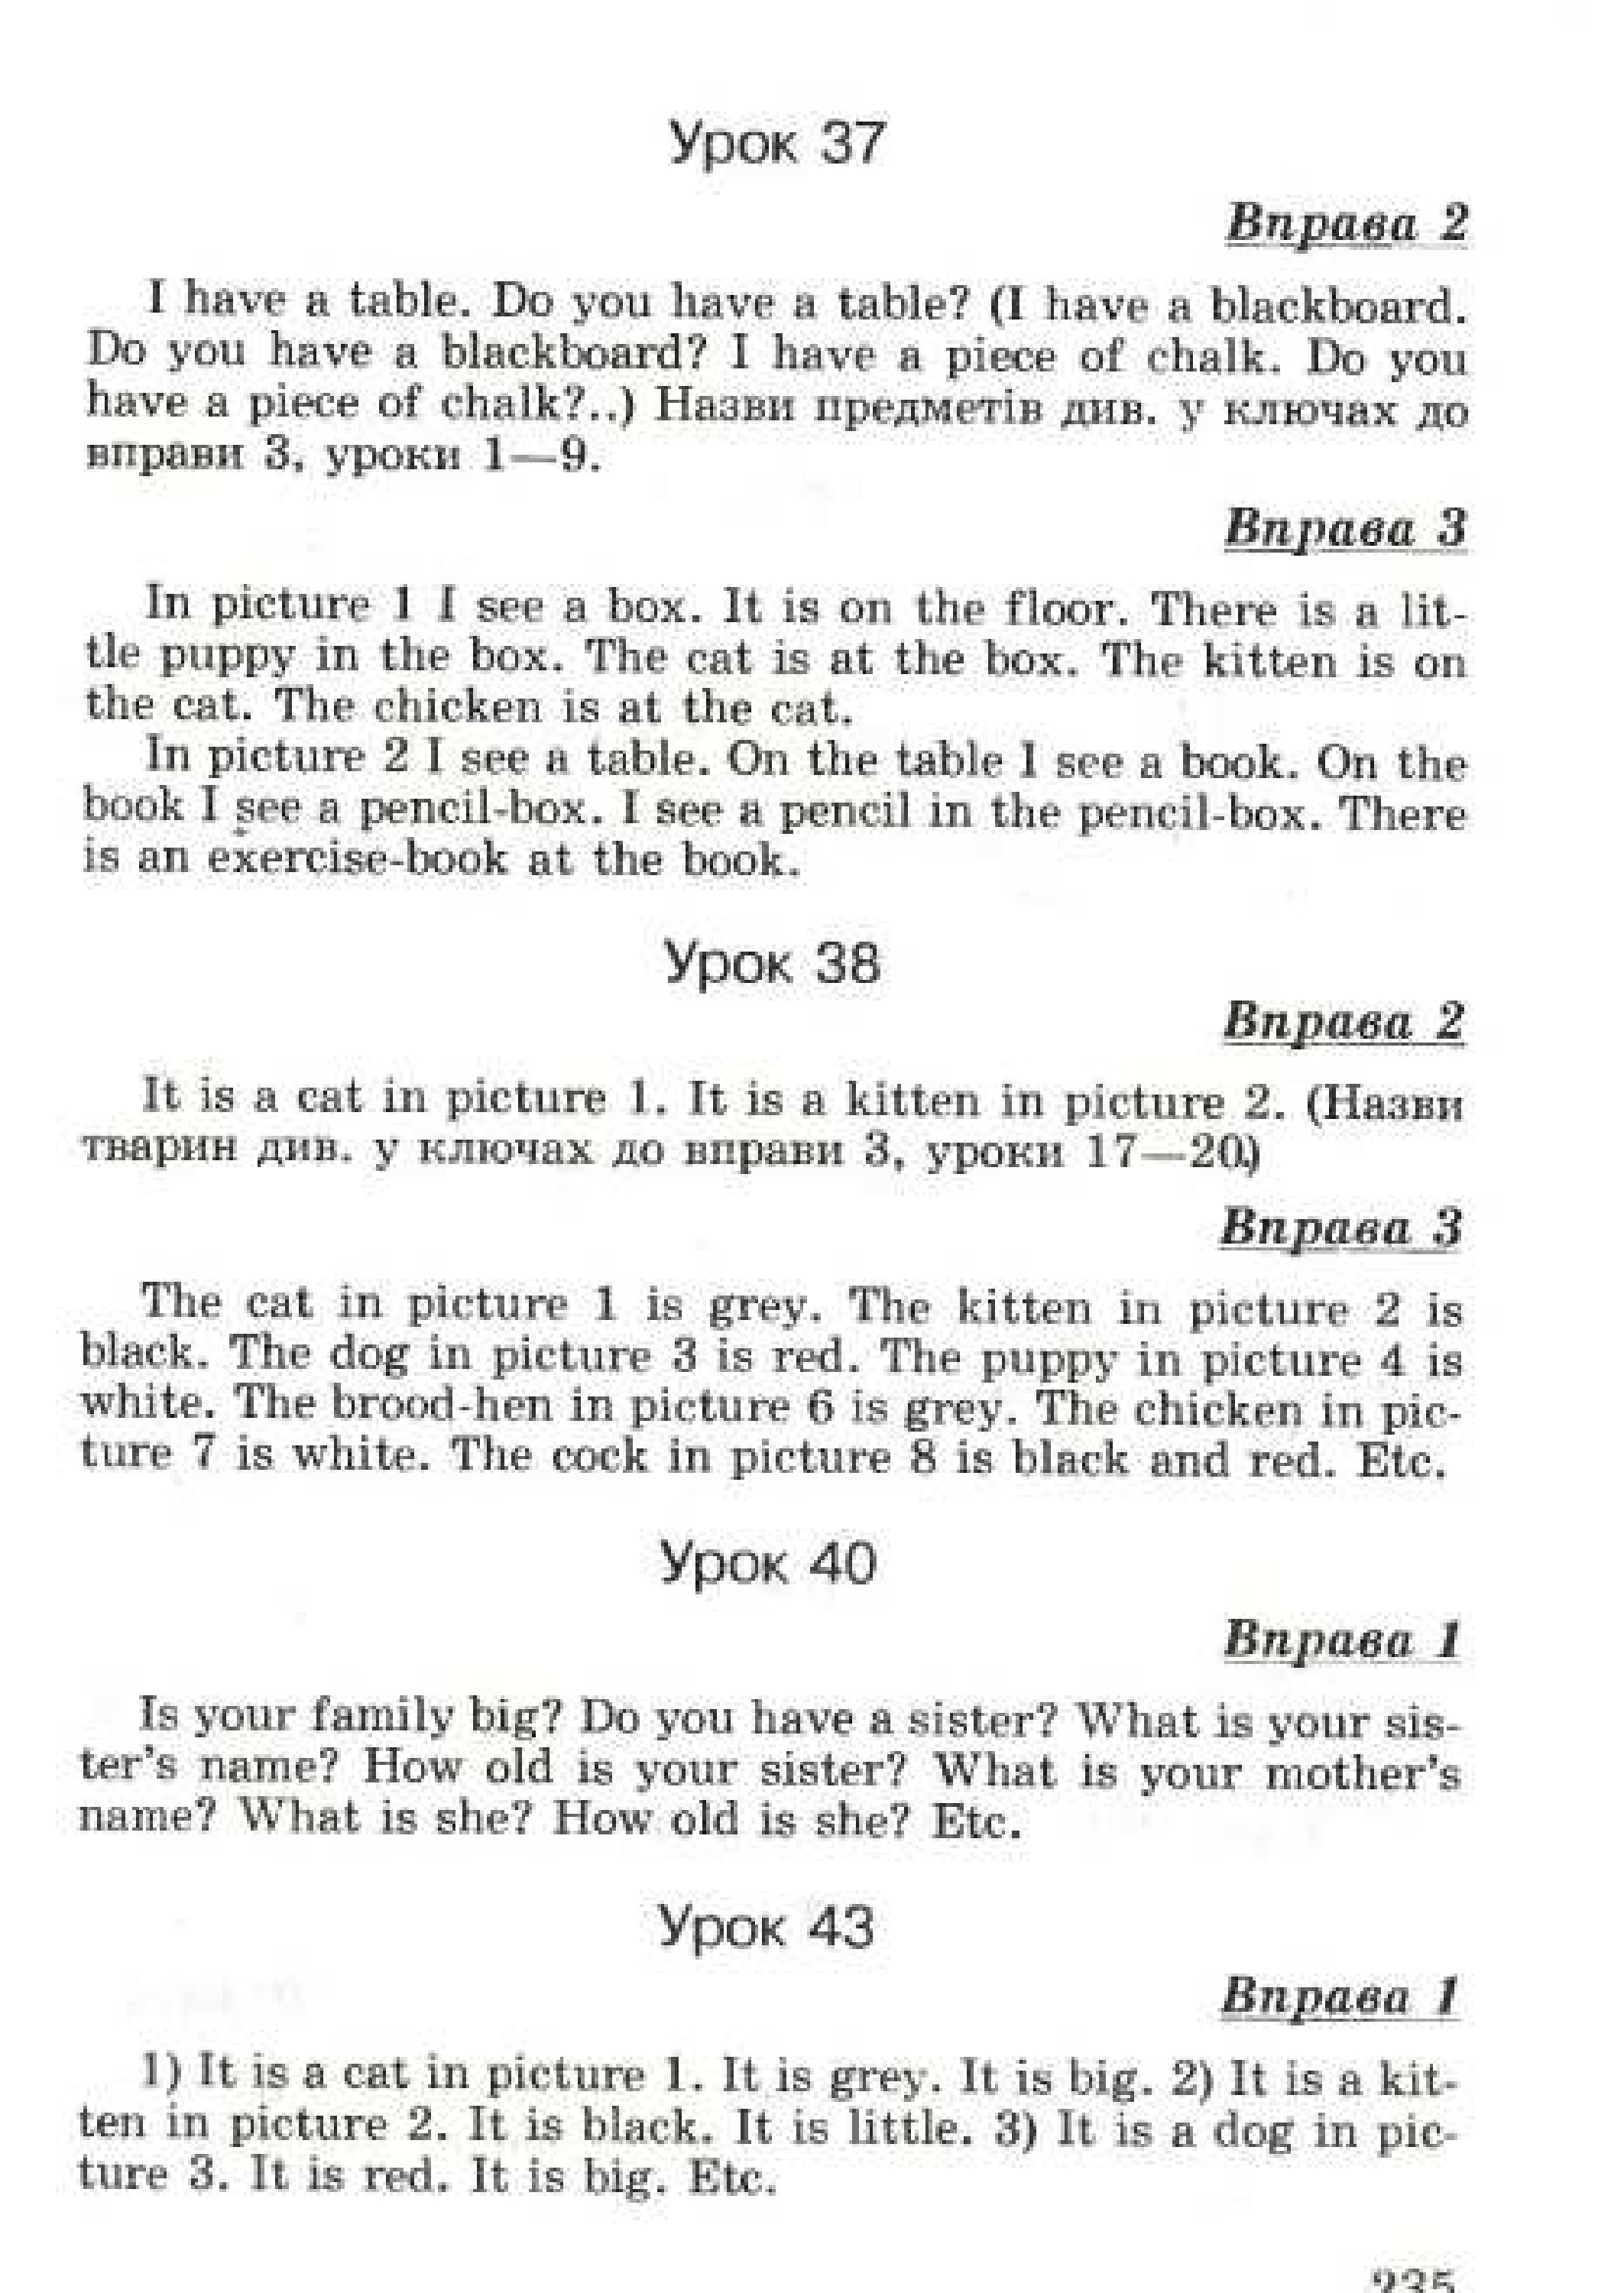 Урок 37
Вправа 2
I have a table. Do you have a table? (I have a blackboard.
Do you have a blackboard? I have a piece of chalk. Do you
have a piece of chalk?..) Назви предметів див. у ключах до
вправи 3, уроки 1—9.
Вправа 3
In picture 1 I see a box. It is on the floor. There is a lit-
tle puppy in the box. The cat is at the box. The kitten is on
the cat. The chicken is at the cat.
In picture 2 I see a table. On the table I see a book. On the
book I see a pencil-box. I see a pencil in the pencil-box. There
is an exercise-book at the book.
Урок 38
Вправа 2
It is a cat in picture 1. It is a kitten in picture 2. (Назви
тварин див. у ключах до вправи 3, уроки 17—20.)
Вправа 3
The cat in picture 1 is grey. The kitten in picture 2 is
black. The dog in picture 3 is red. The puppy in picture 4 is
white. The brood-hen in picture 6 is grey. The chicken in pic-
ture 7 is white. The cock in picture 8 is black and red. Etc.
Урок 40
Вправа 1
Is your family big? Do you have a sister? What is your sis-
ter's name? How old is your sister? What is your mother's
name? What is she? How old is she? Etc.
Урок 43
Вправа 1
1) It is a cat in picture 1. It is grey. It is big. 2) It is a kit-
ten in picture 2. It is black. It is little. 3) It is a dog in pic-
ture 3. It is red. It is big. Etc.
235